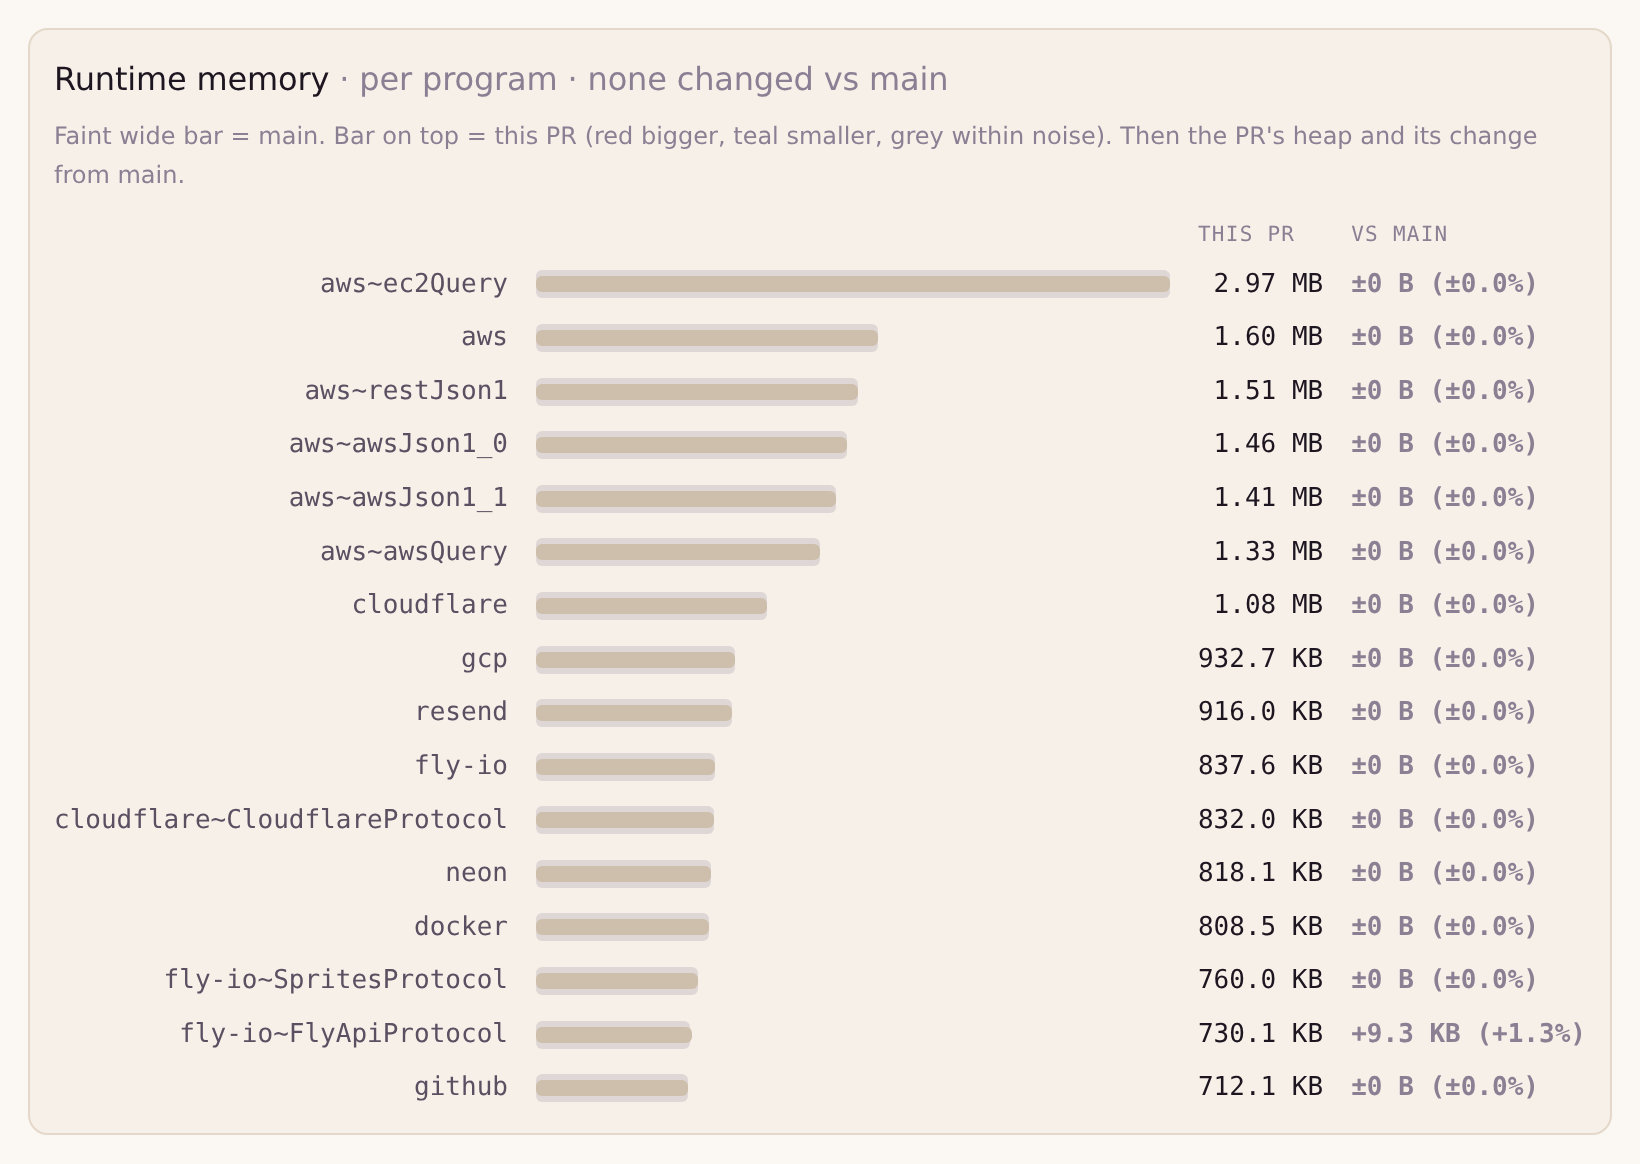 Runtime memory · per program · none changed vs main
Faint wide bar = main. Bar on top = this PR (red bigger, teal smaller, grey within noise). Then the PR's heap and its change
from main.
THIS PR VS MAIN
aws~ec2Query 2.97 MB ±0 B (±0.0%)
aws 1.60 MB ±0 B (±0.0%)
aws~restJson1 1.51 MB ±0 B (±0.0%)
aws~awsJson1_0 1.46 MB ±0 B (±0.0%)
aws~awsJson1_1 1.41 MB ±0 B (±0.0%)
aws~awsQuery 1.33 MB ±0 B (±0.0%)
cloudflare 1.08 MB ±0 B (±0.0%)
gcp 932.7 KB ±0 B (±0.0%)
resend 916.0 KB ±0 B (±0.0%)
fly-io 837.6 KB ±0 B (±0.0%)
cloudflare~CloudflareProtocol 832.0 KB ±0 B (±0.0%)
neon 818.1 KB ±0 B (±0.0%)
docker 808.5 KB ±0 B (±0.0%)
fly-io~SpritesProtocol 760.0 KB ±0 B (±0.0%)
fly-io~FlyApiProtocol 730.1 KB +9.3 KB (+1.3%)
github 712.1 KB ±0 B (±0.0%)